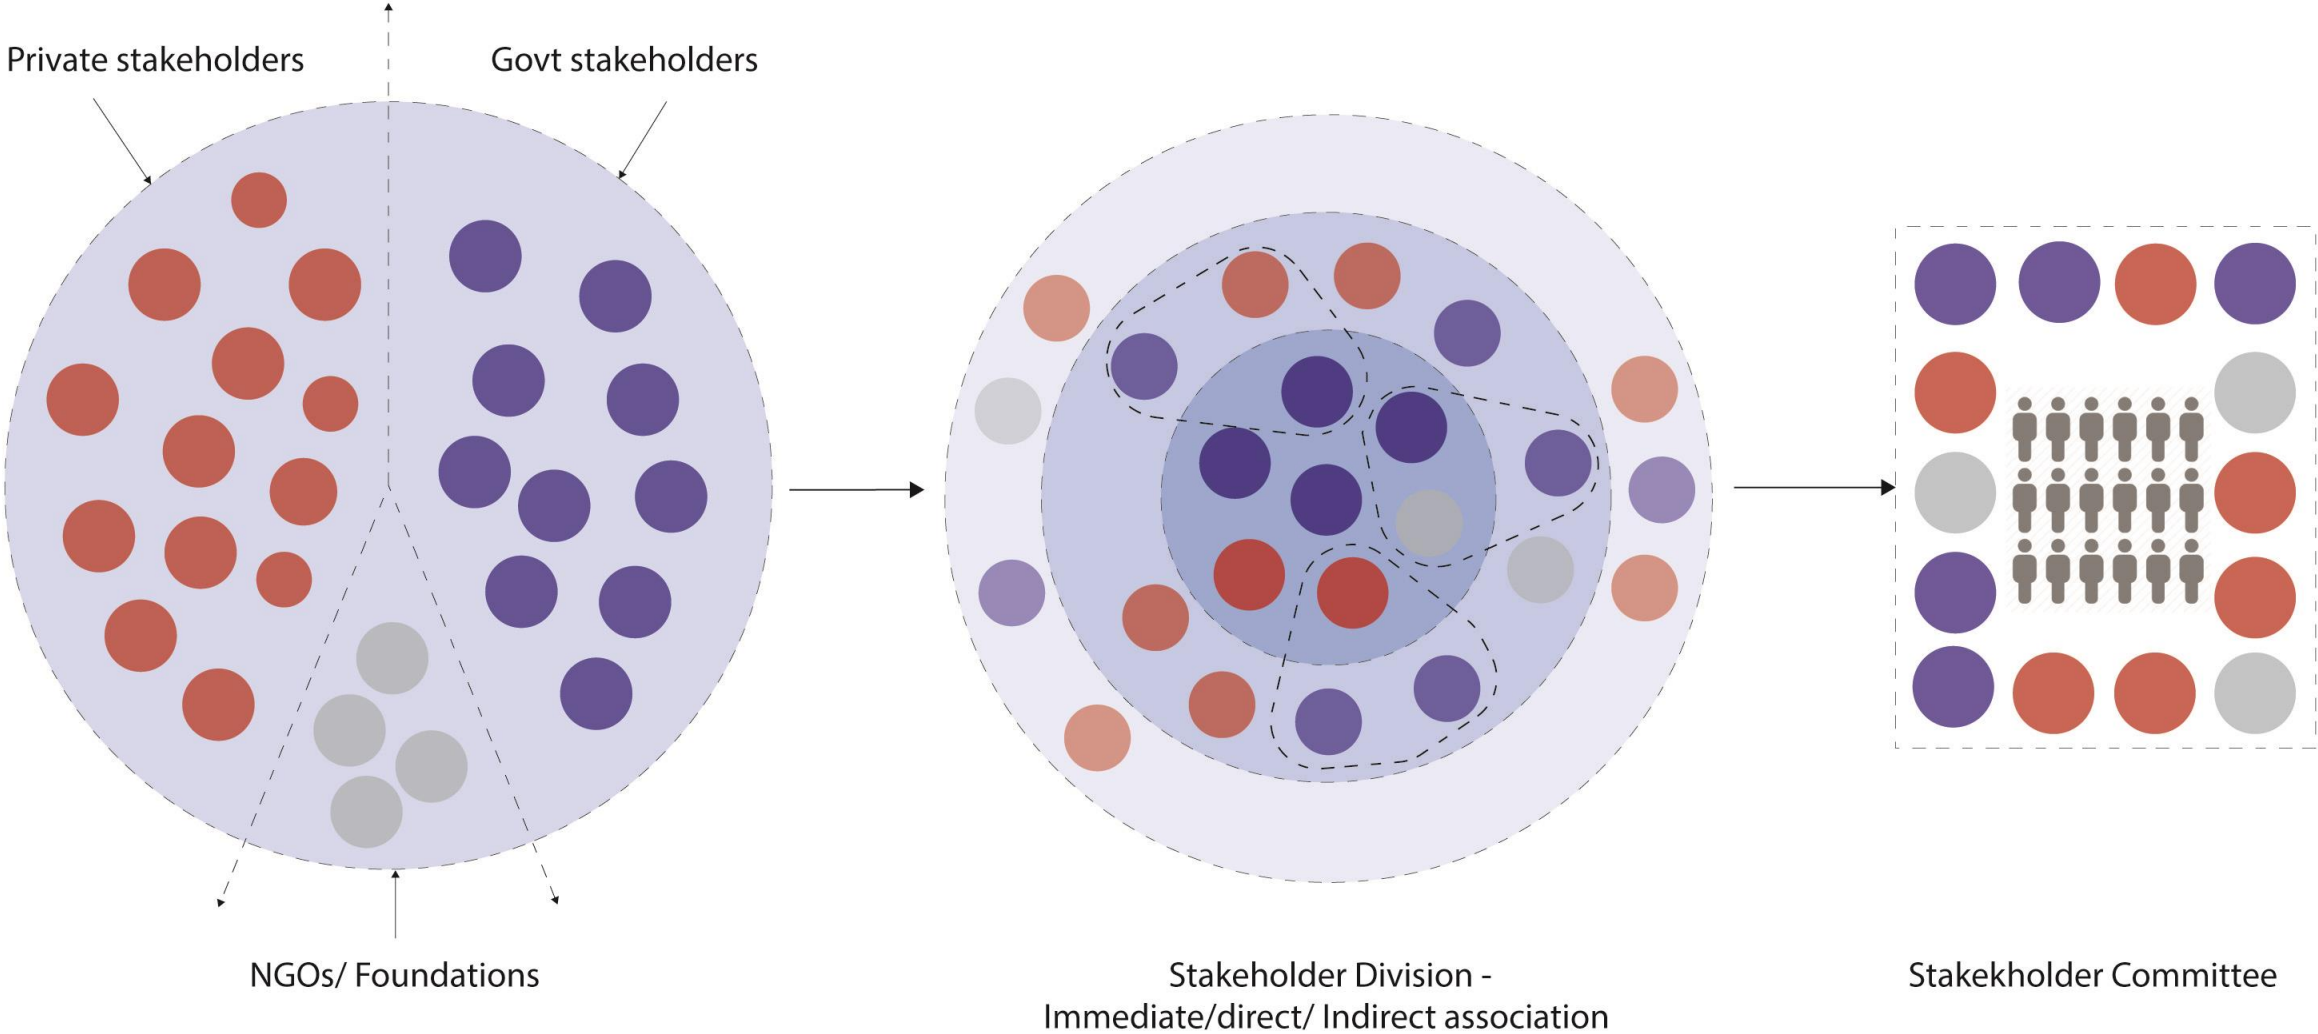 Private stakeholders
Govt stakeholders
NGOs/ Foundations
Stakeholder Division -
Immediate/direct/ Indirect association
Stakekholder Committee